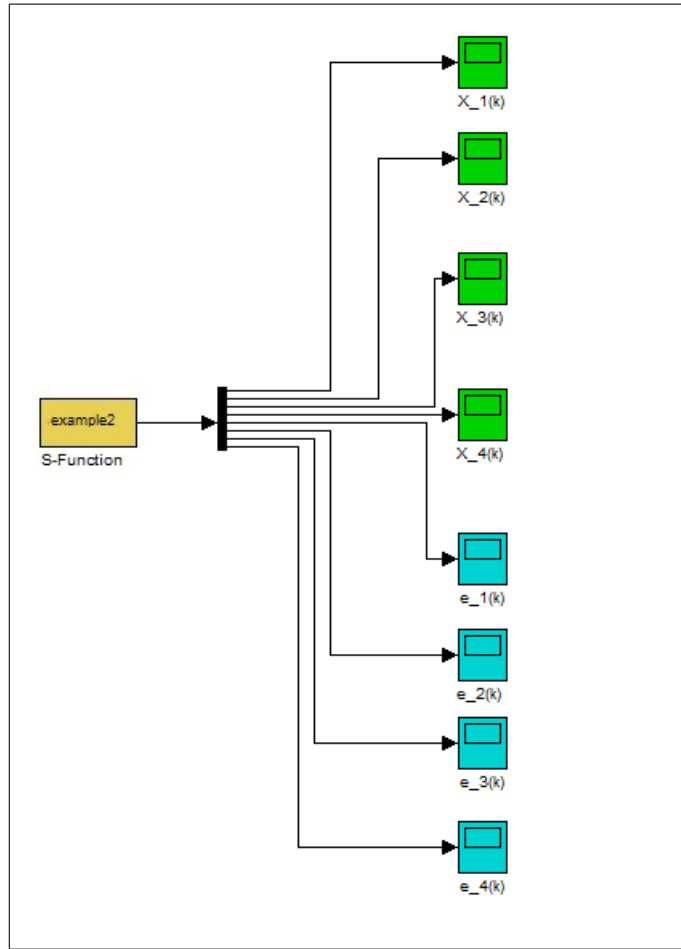 X_1(k)
X_2(k)
X_3(k)
example2
S-Function
X_4(k)
e_1(k)
e_2(k)
e_3(k)
e_4(k)